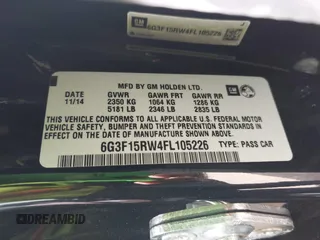 GM
6G3F15RW4FL105226
MFD BY GM HOLDEN LTD.
DATE GVWR GAWR FRT GAWR RR
11/14 2350 KG 1064 KG 1286 KG
5181 LB 2346 LB 2835 LB
THIS VEHICLE CONFORMS TO ALL APPLICABLE U.S. FEDERAL MOTOR
VEHICLE SAFETY, BUMPER, AND THEFT PREVENTION STANDARDS
IN EFFECT ON THE DATE OF MANUFACTURE SHOWN ABOVE.
6G3F15RW4FL105226 TYPE: PASS CAR
DREAMBID